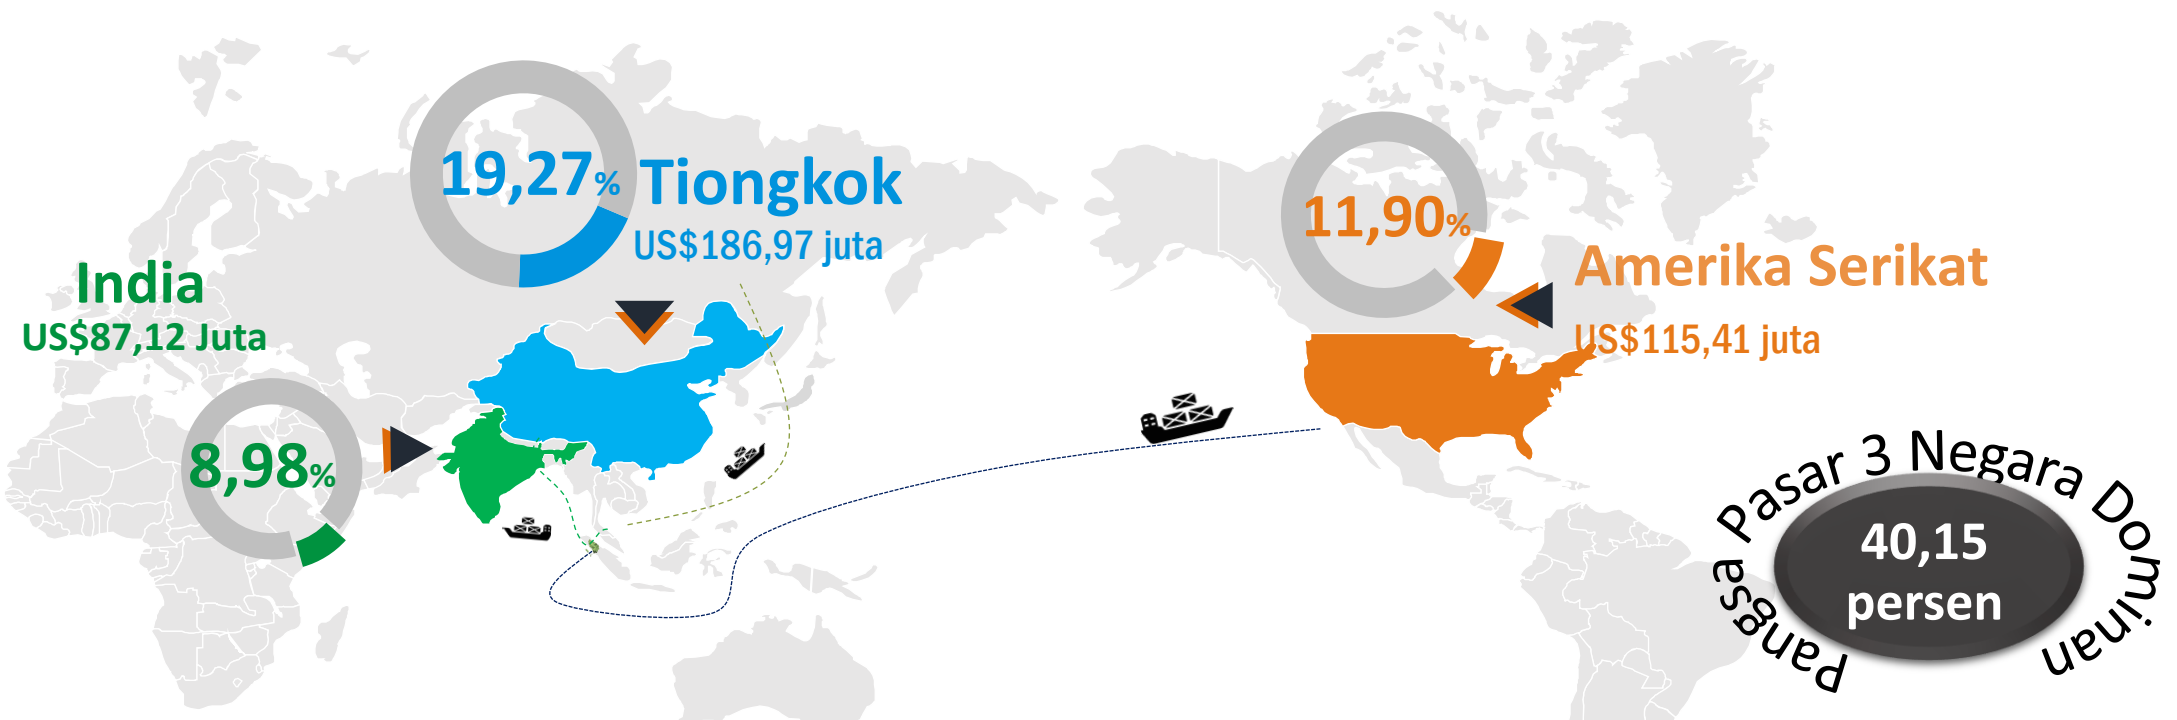 19,27%
Tiongkok
US$186,97 juta
11,90%
Amerika Serikat
US$115,41 juta
India
US$87,12 Juta
8,98%
Pangsa Pasar 3 Negara Dominan
40,15
persen